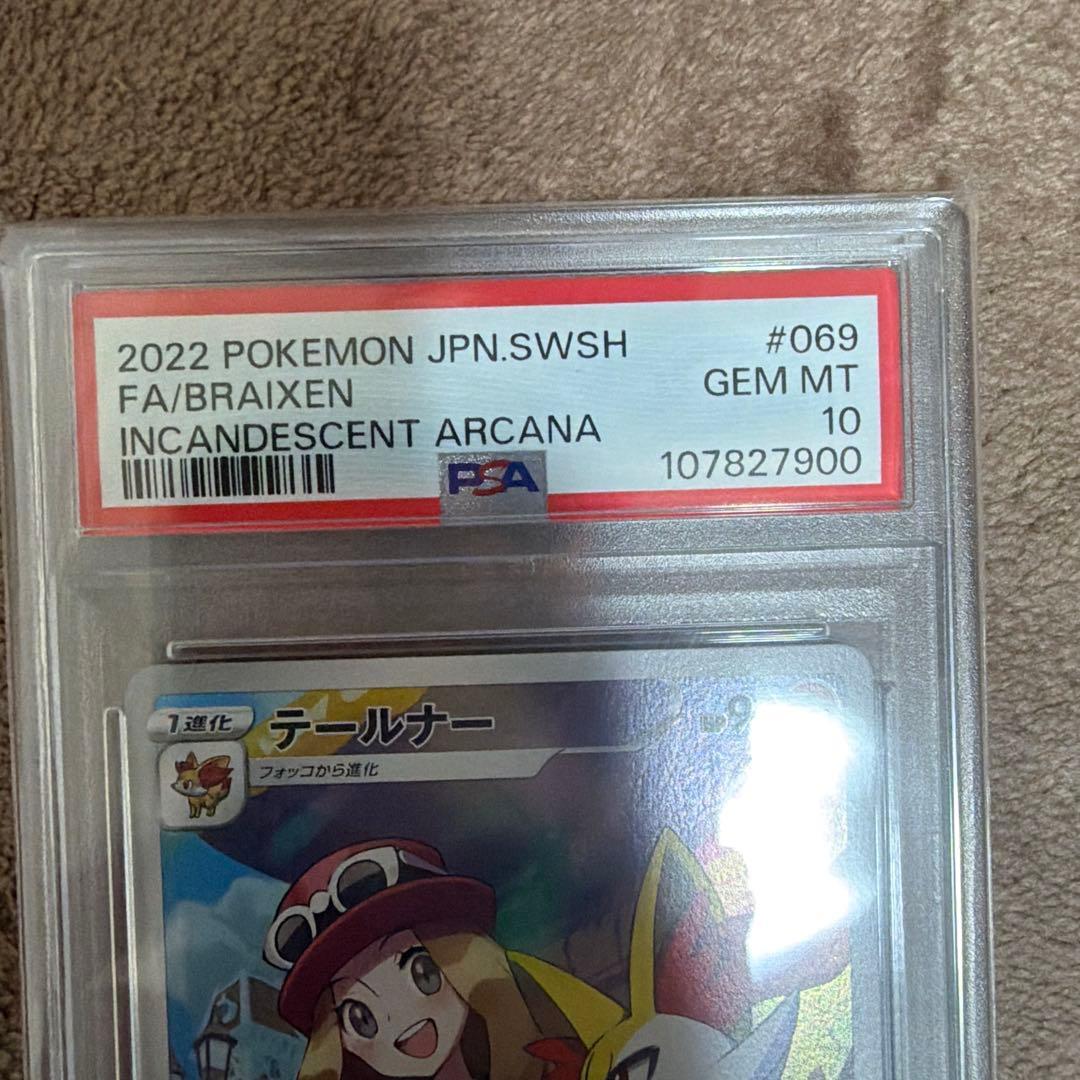 2022 POKEMON JPN.SWSH #069
FA/BRAIXEN GEM MT
INCANDESCENT ARCANA 10
PSA 107827900
1進化 テールナー
フォッコから進化